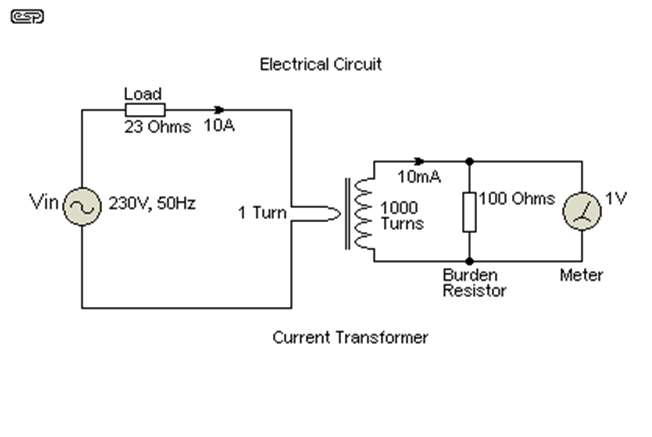 esp
Electrical Circuit
Load
23 Ohms
10A
Vin
230V, 50Hz
1 Turn
10mA
1000
Turns
100 Ohms
1V
Burden
Resistor
Meter
Current Transformer